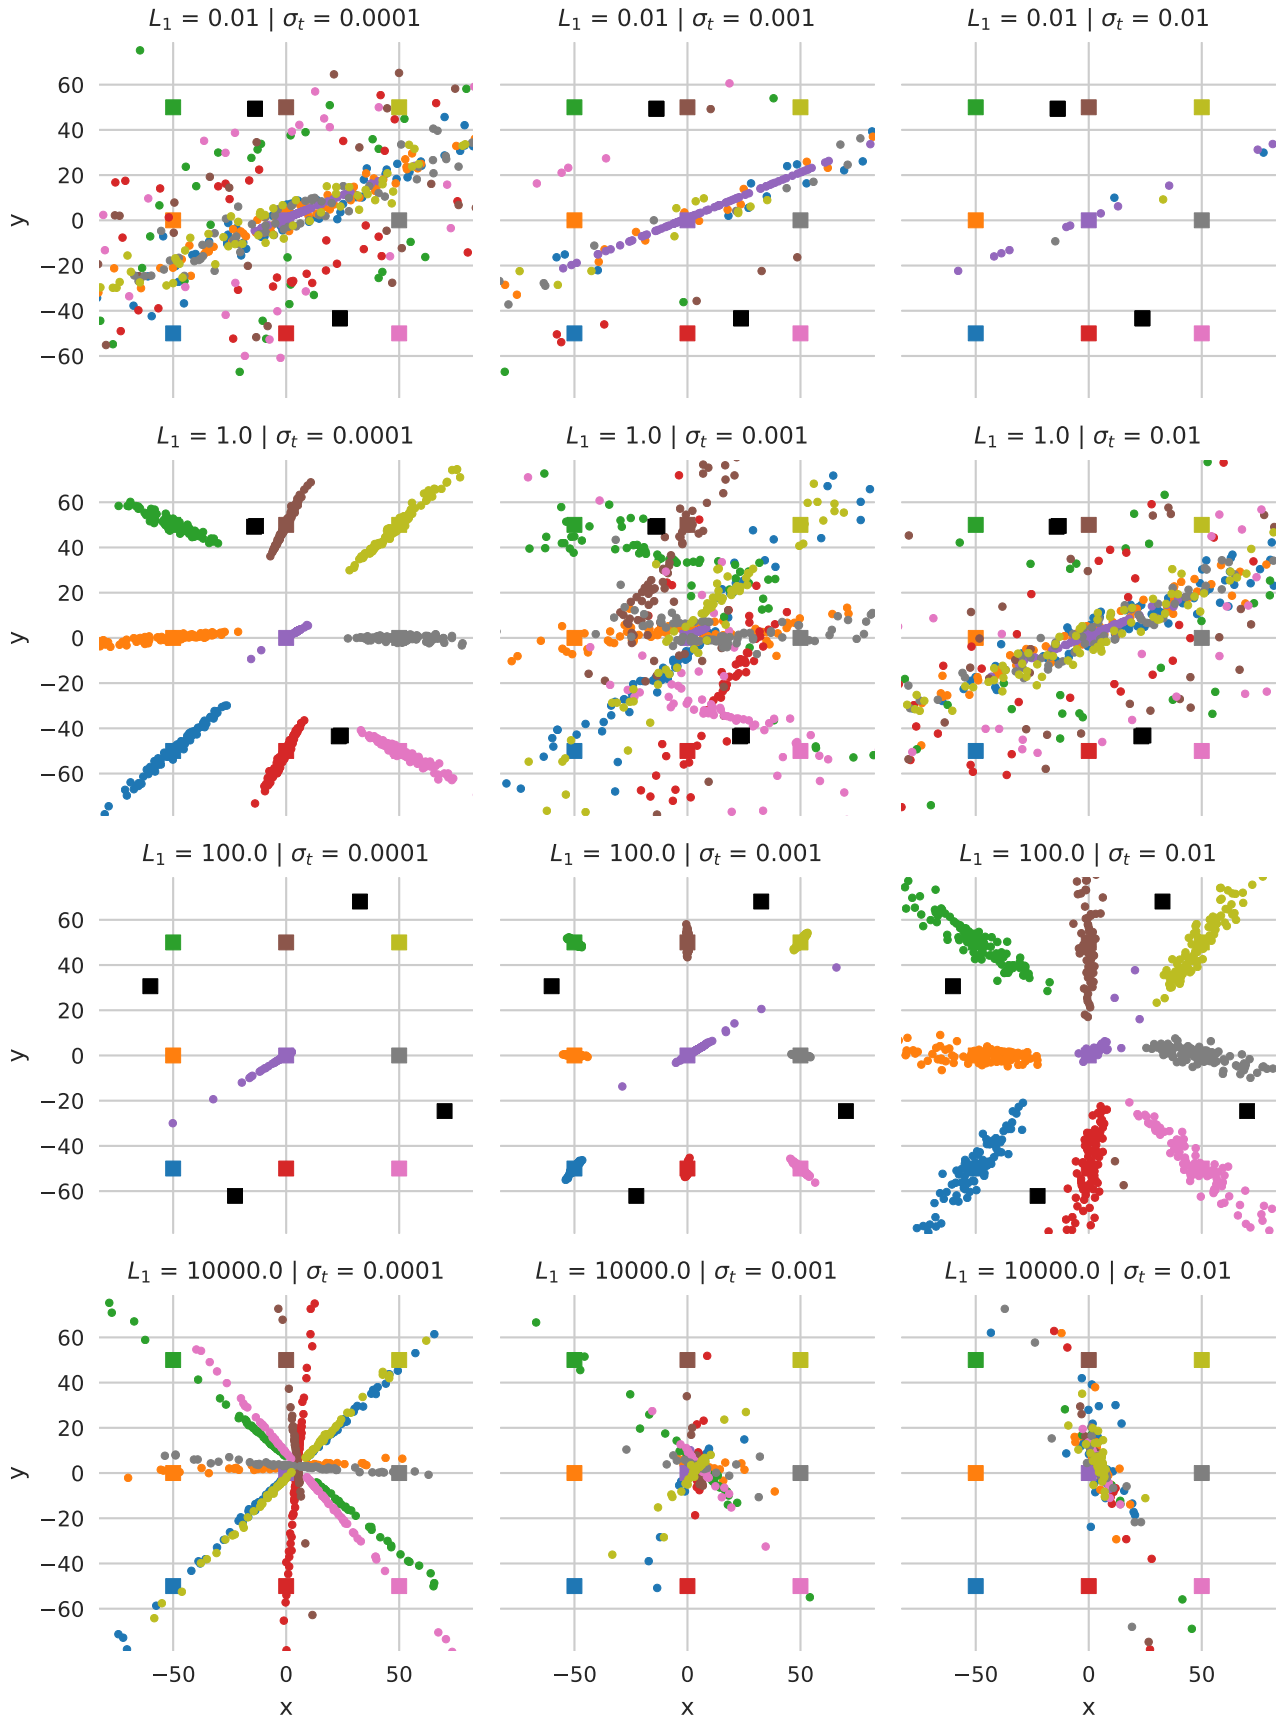 L₁ = 0.01 | σₜ = 0.0001
L₁ = 0.01 | σₜ = 0.001
L₁ = 0.01 | σₜ = 0.01
60
40
20
0
−20
−40
−60
y
L₁ = 1.0 | σₜ = 0.0001
L₁ = 1.0 | σₜ = 0.001
L₁ = 1.0 | σₜ = 0.01
60
40
20
0
−20
−40
−60
y
L₁ = 100.0 | σₜ = 0.0001
L₁ = 100.0 | σₜ = 0.001
L₁ = 100.0 | σₜ = 0.01
60
40
20
0
−20
−40
−60
y
L₁ = 10000.0 | σₜ = 0.0001
L₁ = 10000.0 | σₜ = 0.001
L₁ = 10000.0 | σₜ = 0.01
60
40
20
0
−20
−40
−60
y
−50 0 50
−50 0 50
−50 0 50
x
x
x